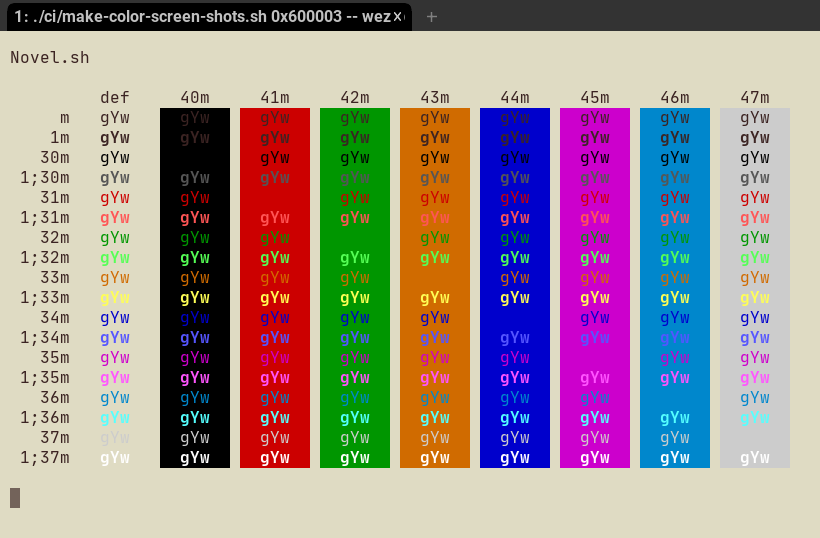 1: ./ci/make-color-screen-shots.sh 0x600003 -- wez
Novel.sh
def 40m 41m 42m 43m 44m 45m 46m 47m
m gYw gYw gYw gYw gYw gYw gYw gYw gYw
1m gYw gYw gYw gYw gYw gYw gYw gYw gYw
30m gYw gYw gYw gYw gYw gYw gYw gYw
1;30m gYw gYw gYw gYw gYw gYw gYw gYw gYw
31m gYw gYw gYw gYw gYw gYw gYw gYw
1;31m gYw gYw gYw gYw gYw gYw gYw gYw gYw
32m gYw gYw gYw gYw gYw gYw gYw gYw
1;32m gYw gYw gYw gYw gYw gYw gYw gYw gYw
33m gYw gYw gYw gYw gYw gYw gYw gYw
1;33m gYw gYw gYw gYw gYw gYw gYw gYw gYw
34m gYw gYw gYw gYw gYw gYw gYw gYw
1;34m gYw gYw gYw gYw gYw gYw gYw gYw gYw
35m gYw gYw gYw gYw gYw gYw gYw gYw
1;35m gYw gYw gYw gYw gYw gYw gYw gYw gYw
36m gYw gYw gYw gYw gYw gYw gYw gYw
1;36m gYw gYw gYw gYw gYw gYw gYw gYw gYw
37m gYw gYw gYw gYw gYw gYw gYw gYw
1;37m gYw gYw gYw gYw gYw gYw gYw gYw gYw